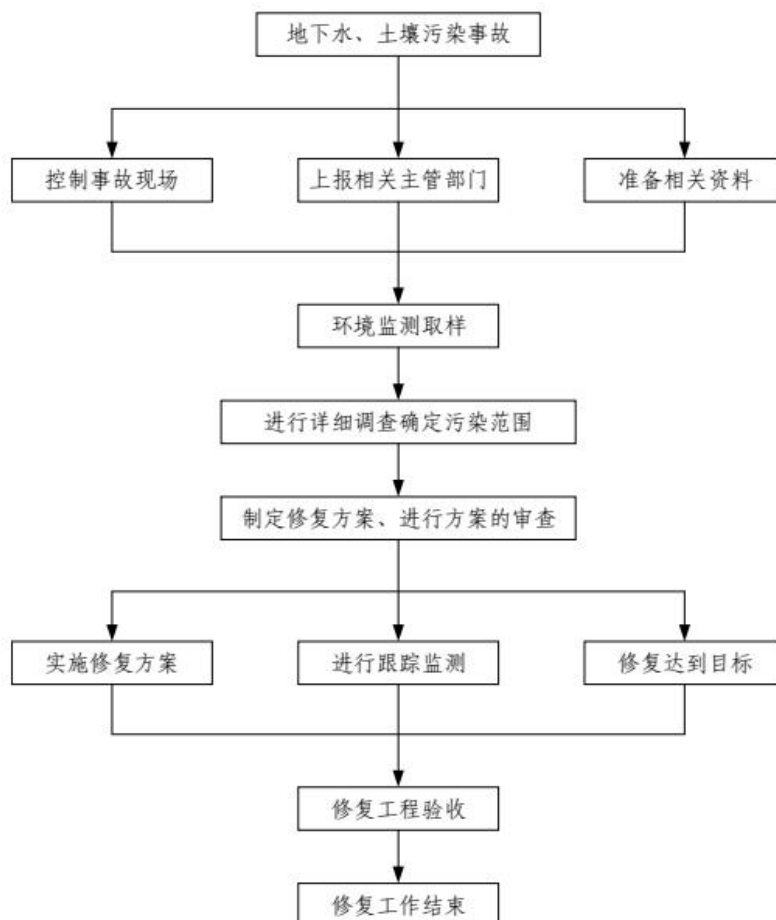 地下水、土壤污染事故
控制事故现场
上报相关主管部门
准备相关资料
环境监测取样
进行详细调查确定污染范围
制定修复方案、进行方案的审查
实施修复方案
进行跟踪监测
修复达到目标
修复工程验收
修复工作结束